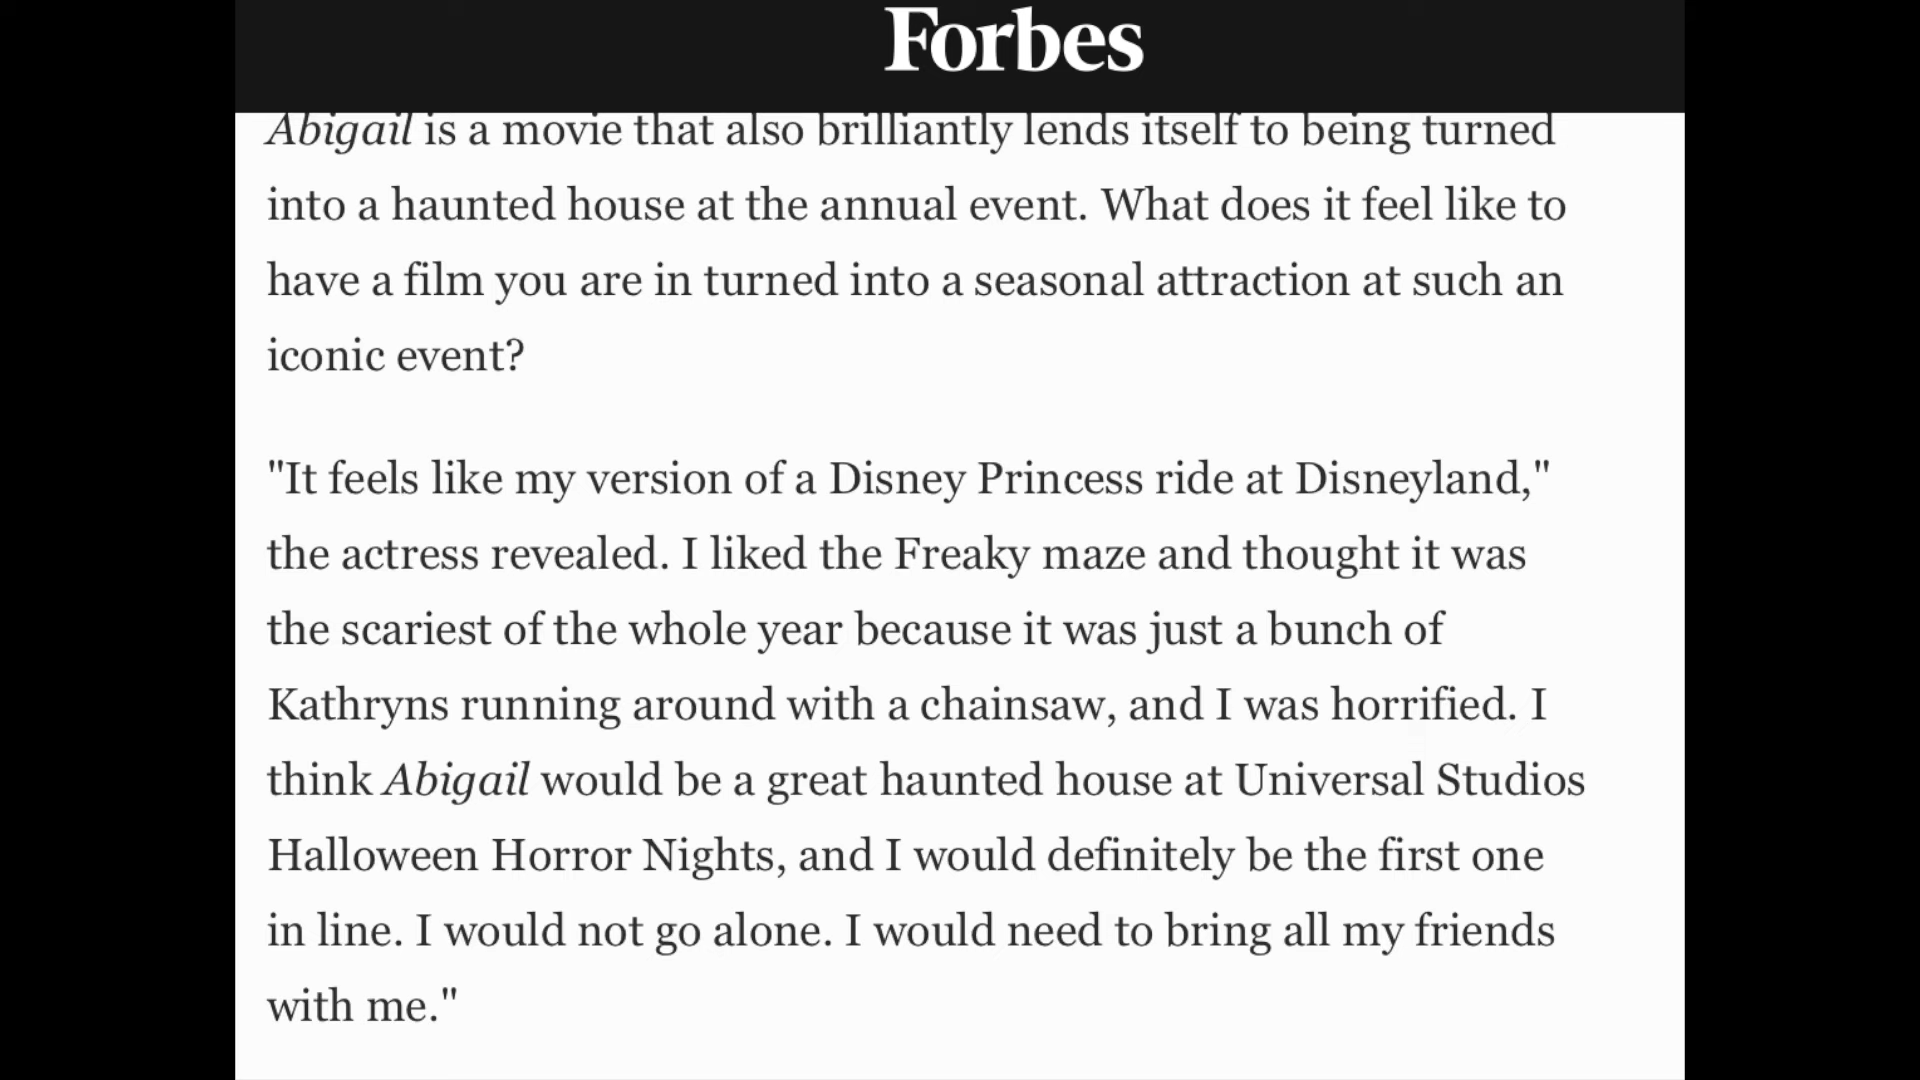 Forbes
Abigail is a movie that also brilliantly lends itself to being turned
into a haunted house at the annual event. What does it feel like to
have a film you are in turned into a seasonal attraction at such an
iconic event?
"It feels like my version of a Disney Princess ride at Disneyland,"
the actress revealed. I liked the Freaky maze and thought it was
the scariest of the whole year because it was just a bunch of
Kathryns running around with a chainsaw, and I was horrified. I
think Abigail would be a great haunted house at Universal Studios
Halloween Horror Nights, and I would definitely be the first one
in line. I would not go alone. I would need to bring all my friends
with me."